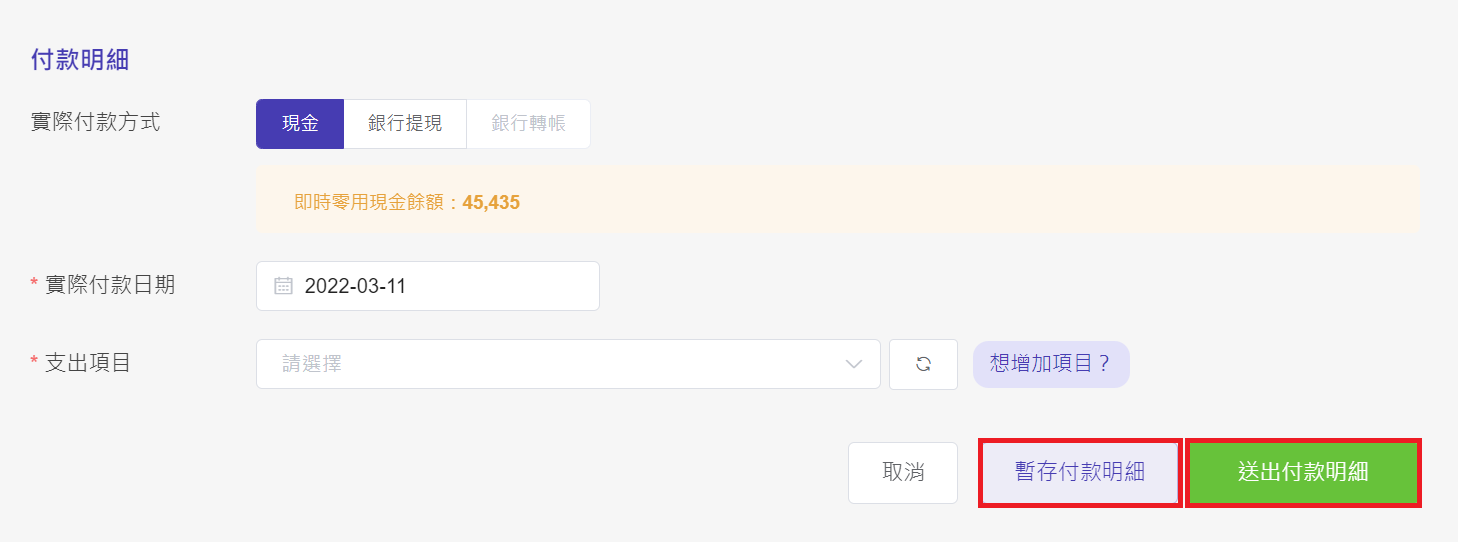 付款明細
實際付款方式 現金 銀行提現 銀行轉帳
即時零用現金餘額：45,435
* 實際付款日期 2022-03-11
* 支出項目 請選擇 想增加項目？
取消 暫存付款明細 送出付款明細